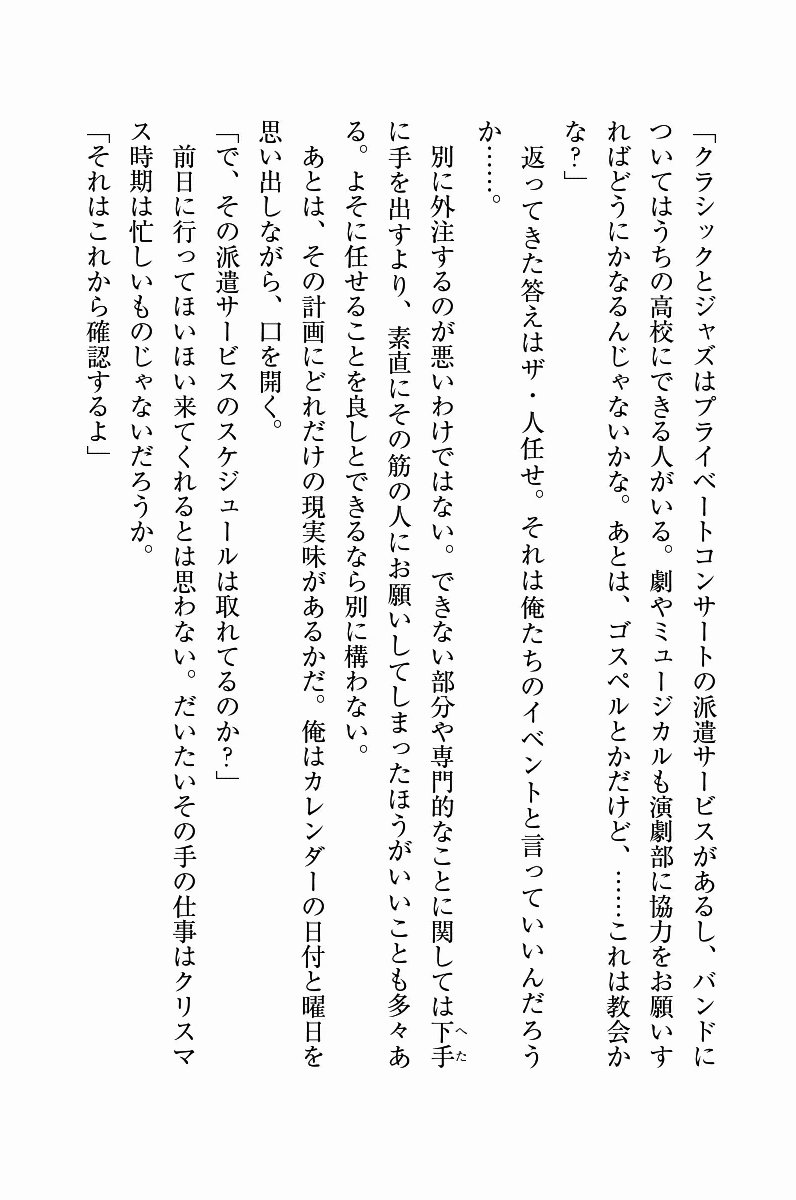 「クラシックとジャズはプライベートコンサートの派遣サービスがあるし、バンドに
ついてはうちの高校にできる人がいる。劇やミュージカルも演劇部に協力をお願いす
ればどうにかなるんじゃないかな。あとは、ゴスペルとかだけど、……これは教会か
な?」
返ってきた答えはザ・人任せ。それは俺たちのイベントと言っていいんだろう
か……。
別に外注するのが悪いわけではない。できない部分や専門的なことに関しては下手
へた
に手を出すより、素直にその筋の人にお願いしてしまったほうがいいことも多々あ
る。よそに任せることを良しとできるなら別に構わない。
あとは、その計画にどれだけの現実味があるかだ。俺はカレンダーの日付と曜日を
思い出しながら、口を開く。
「で、その派遣サービスのスケジュールは取れてるのか?」
前日に行ってほいほい来てくれるとは思わない。だいたいその手の仕事はクリスマ
ス時期は忙しいものじゃないだろうか。
「それはこれから確認するよ」